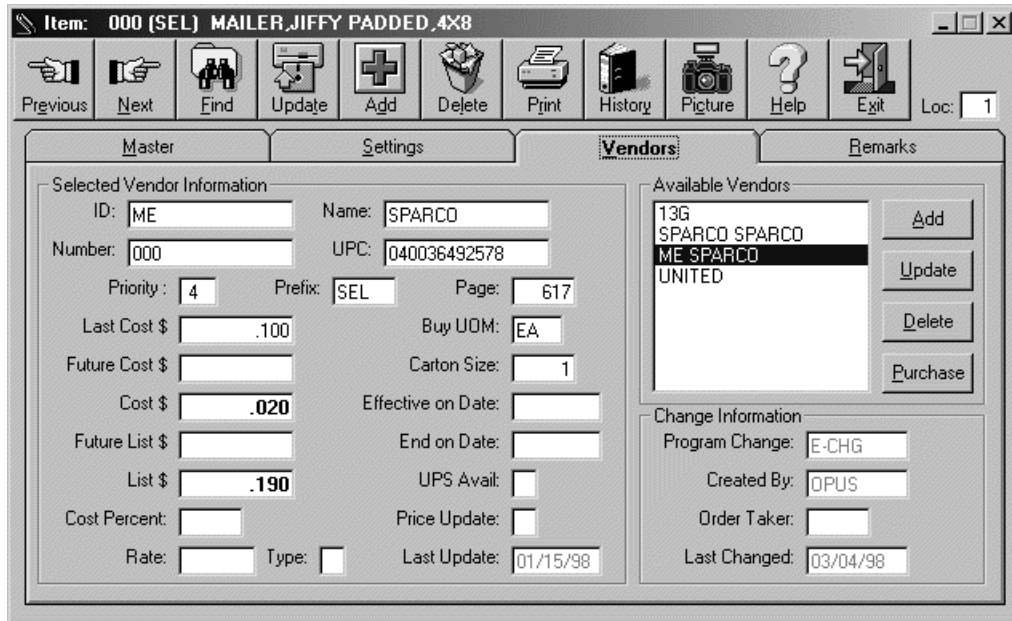 Item: 000 (SEL) MAILER,JIFFY PADDED,4X8
Previous Next Find Update Add Delete Print History Picture Help Exit Loc: 1
Master Settings Vendors Remarks
Selected Vendor Information
ID: ME Name: SPARCO
Number: 000 UPC: 040036492578
Priority : 4 Prefix: SEL Page: 617
Last Cost $ .100 Buy UOM: EA
Future Cost $ Carton Size: 1
Cost $ .020 Effective on Date:
Future List $ End on Date:
List $ .190 UPS Avail:
Cost Percent: Price Update:
Rate: Type: Last Update: 01/15/98
Available Vendors
13G
SPARCO SPARCO
ME SPARCO
UNITED
Add
Update
Delete
Purchase
Change Information
Program Change: E-CHG
Created By: OPUS
Order Taker:
Last Changed: 03/04/98